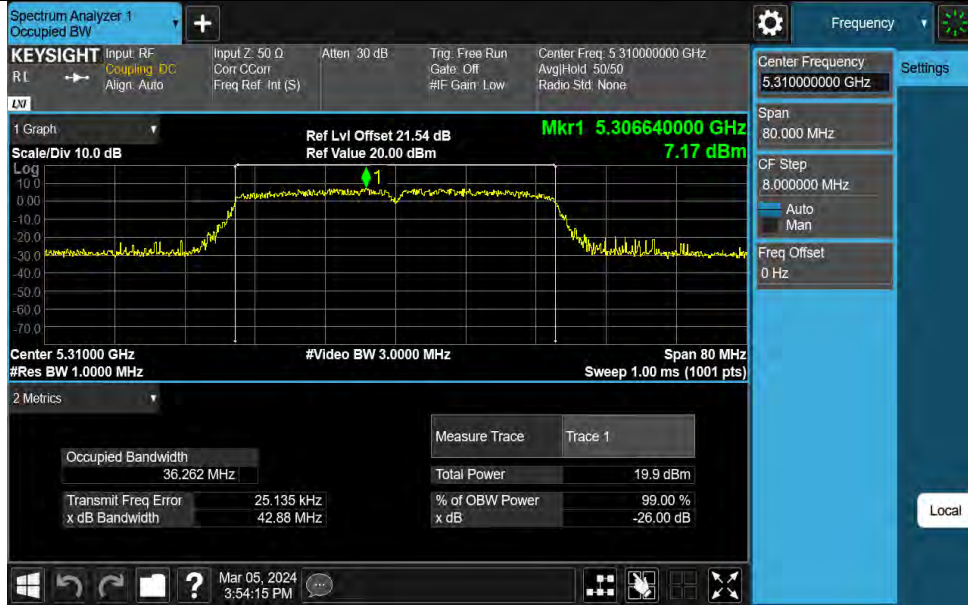 Spectrum Analyzer 1
Occupied BW
+
Frequency
KEYSIGHT
RL
LXI
Input: RF
Coupling: DC
Align: Auto
Input Z: 50 Ω
Corr CCorr
Freq Ref: Int (S)
Atten: 30 dB
Trig: Free Run
Gate: Off
#IF Gain: Low
Center Freq: 5.310000000 GHz
Avg|Hold: 50/50
Radio Std: None
1 Graph
Scale/Div 10.0 dB
Ref Lvl Offset 21.54 dB
Ref Value 20.00 dBm
Mkr1 5.306640000 GHz
7.17 dBm
Log
10.0
0.00
-10.0
-20.0
-30.0
-40.0
-50.0
-60.0
-70.0
1
Center 5.31000 GHz
#Video BW 3.0000 MHz
Span 80 MHz
#Res BW 1.0000 MHz
Sweep 1.00 ms (1001 pts)
2 Metrics
Measure Trace Trace 1
Occupied Bandwidth
36.262 MHz
Total Power 19.9 dBm
Transmit Freq Error 25.135 kHz
% of OBW Power 99.00 %
x dB Bandwidth 42.88 MHz
x dB -26.00 dB
Center Frequency
5.310000000 GHz
Settings
Span
80.000 MHz
CF Step
8.000000 MHz
Auto
Man
Freq Offset
0 Hz
Local
?
Mar 05, 2024
3:54:15 PM